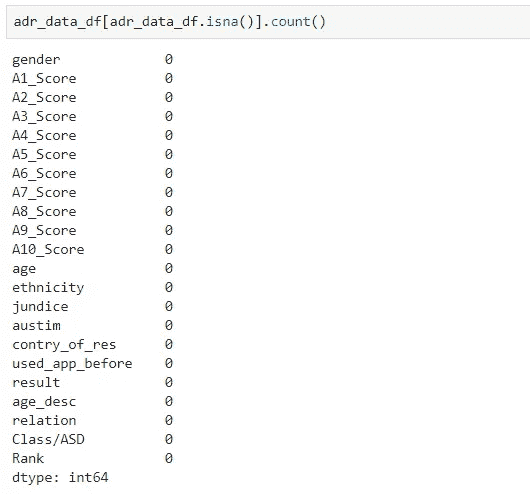 adr_data_df[adr_data_df.isna()].count()
gender 0
A1_Score 0
A2_Score 0
A3_Score 0
A4_Score 0
A5_Score 0
A6_Score 0
A7_Score 0
A8_Score 0
A9_Score 0
A10_Score 0
age 0
ethnicity 0
jundice 0
austim 0
contry_of_res 0
used_app_before 0
result 0
age_desc 0
relation 0
Class/ASD 0
Rank 0
dtype: int64